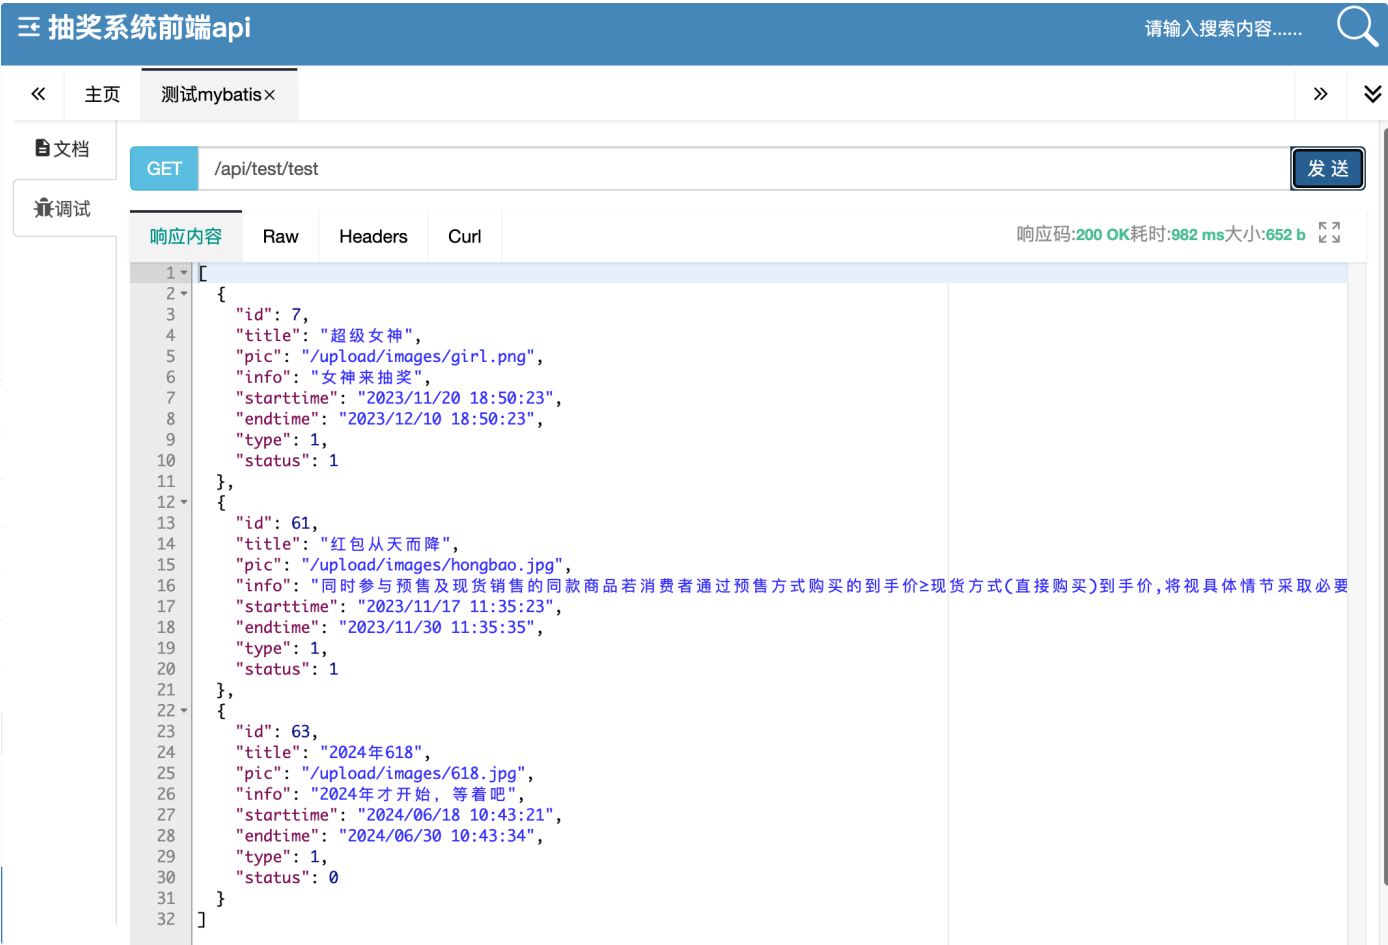 抽奖系统前端api
请输入搜索内容......
主页
测试mybatis×
文档
调试
GET
/api/test/test
发 送
响应内容
Raw
Headers
Curl
响应码:200 OK耗时:982 ms大小:652 b
1 [
2 {
3 "id": 7,
4 "title": "超级女神",
5 "pic": "/upload/images/girl.png",
6 "info": "女神来抽奖",
7 "starttime": "2023/11/20 18:50:23",
8 "endtime": "2023/12/10 18:50:23",
9 "type": 1,
10 "status": 1
11 },
12 {
13 "id": 61,
14 "title": "红包从天而降",
15 "pic": "/upload/images/hongbao.jpg",
16 "info": "同时参与预售及现货销售的同款商品若消费者通过预售方式购买的到手价≥现货方式(直接购买)到手价,将视具体情节采取必要
17 "starttime": "2023/11/17 11:35:23",
18 "endtime": "2023/11/30 11:35:35",
19 "type": 1,
20 "status": 1
21 },
22 {
23 "id": 63,
24 "title": "2024年618",
25 "pic": "/upload/images/618.jpg",
26 "info": "2024年才开始，等着吧",
27 "starttime": "2024/06/18 10:43:21",
28 "endtime": "2024/06/30 10:43:34",
29 "type": 1,
30 "status": 0
31 }
32 ]